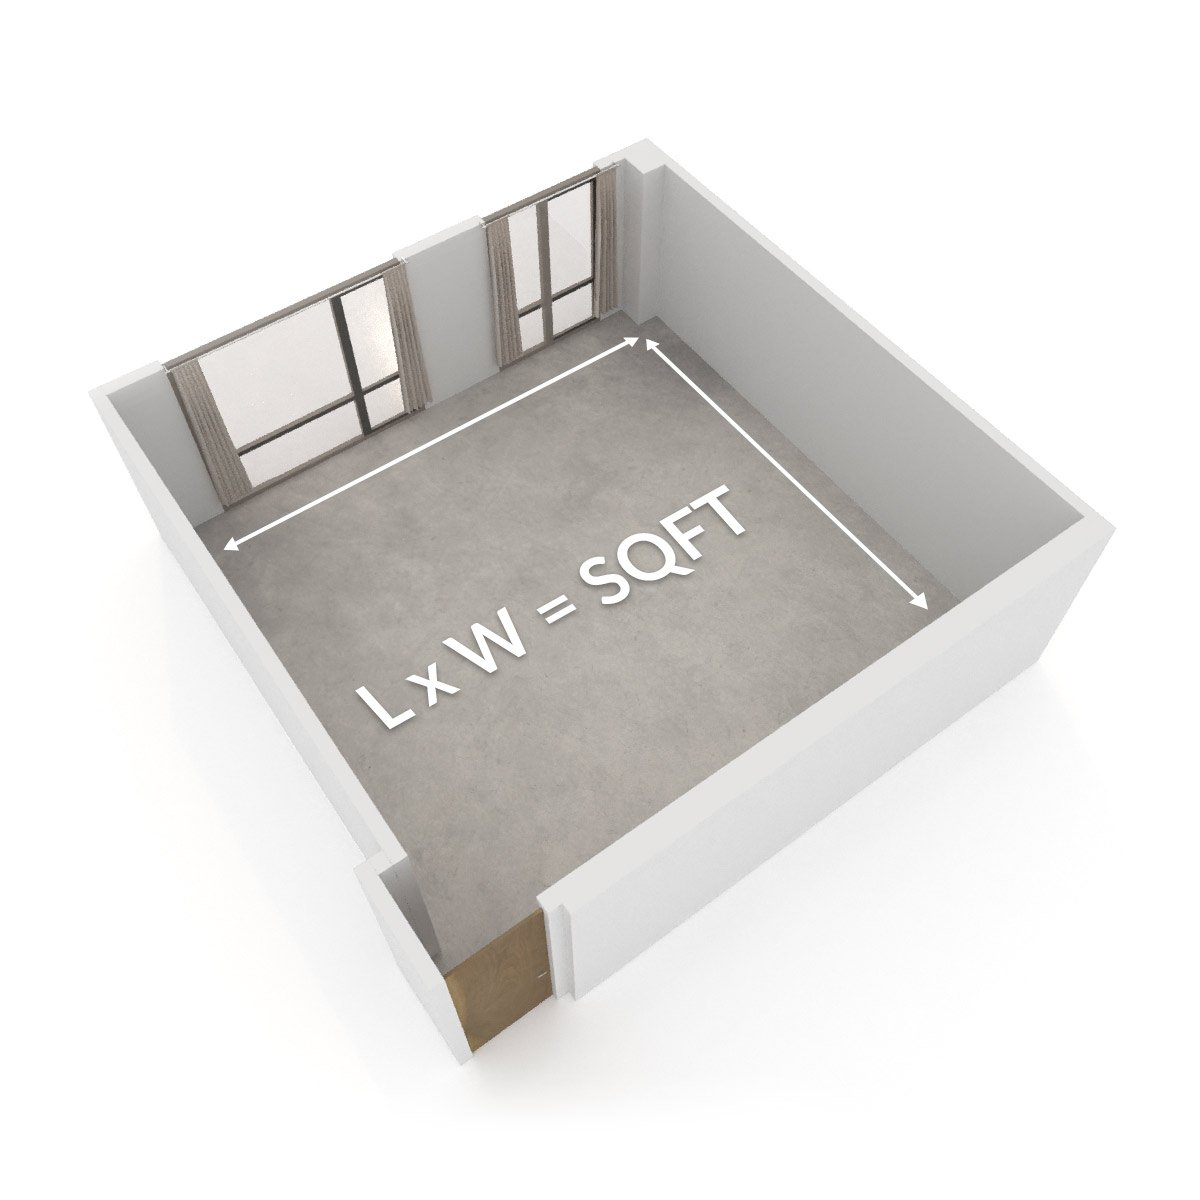 L x W = SQFT